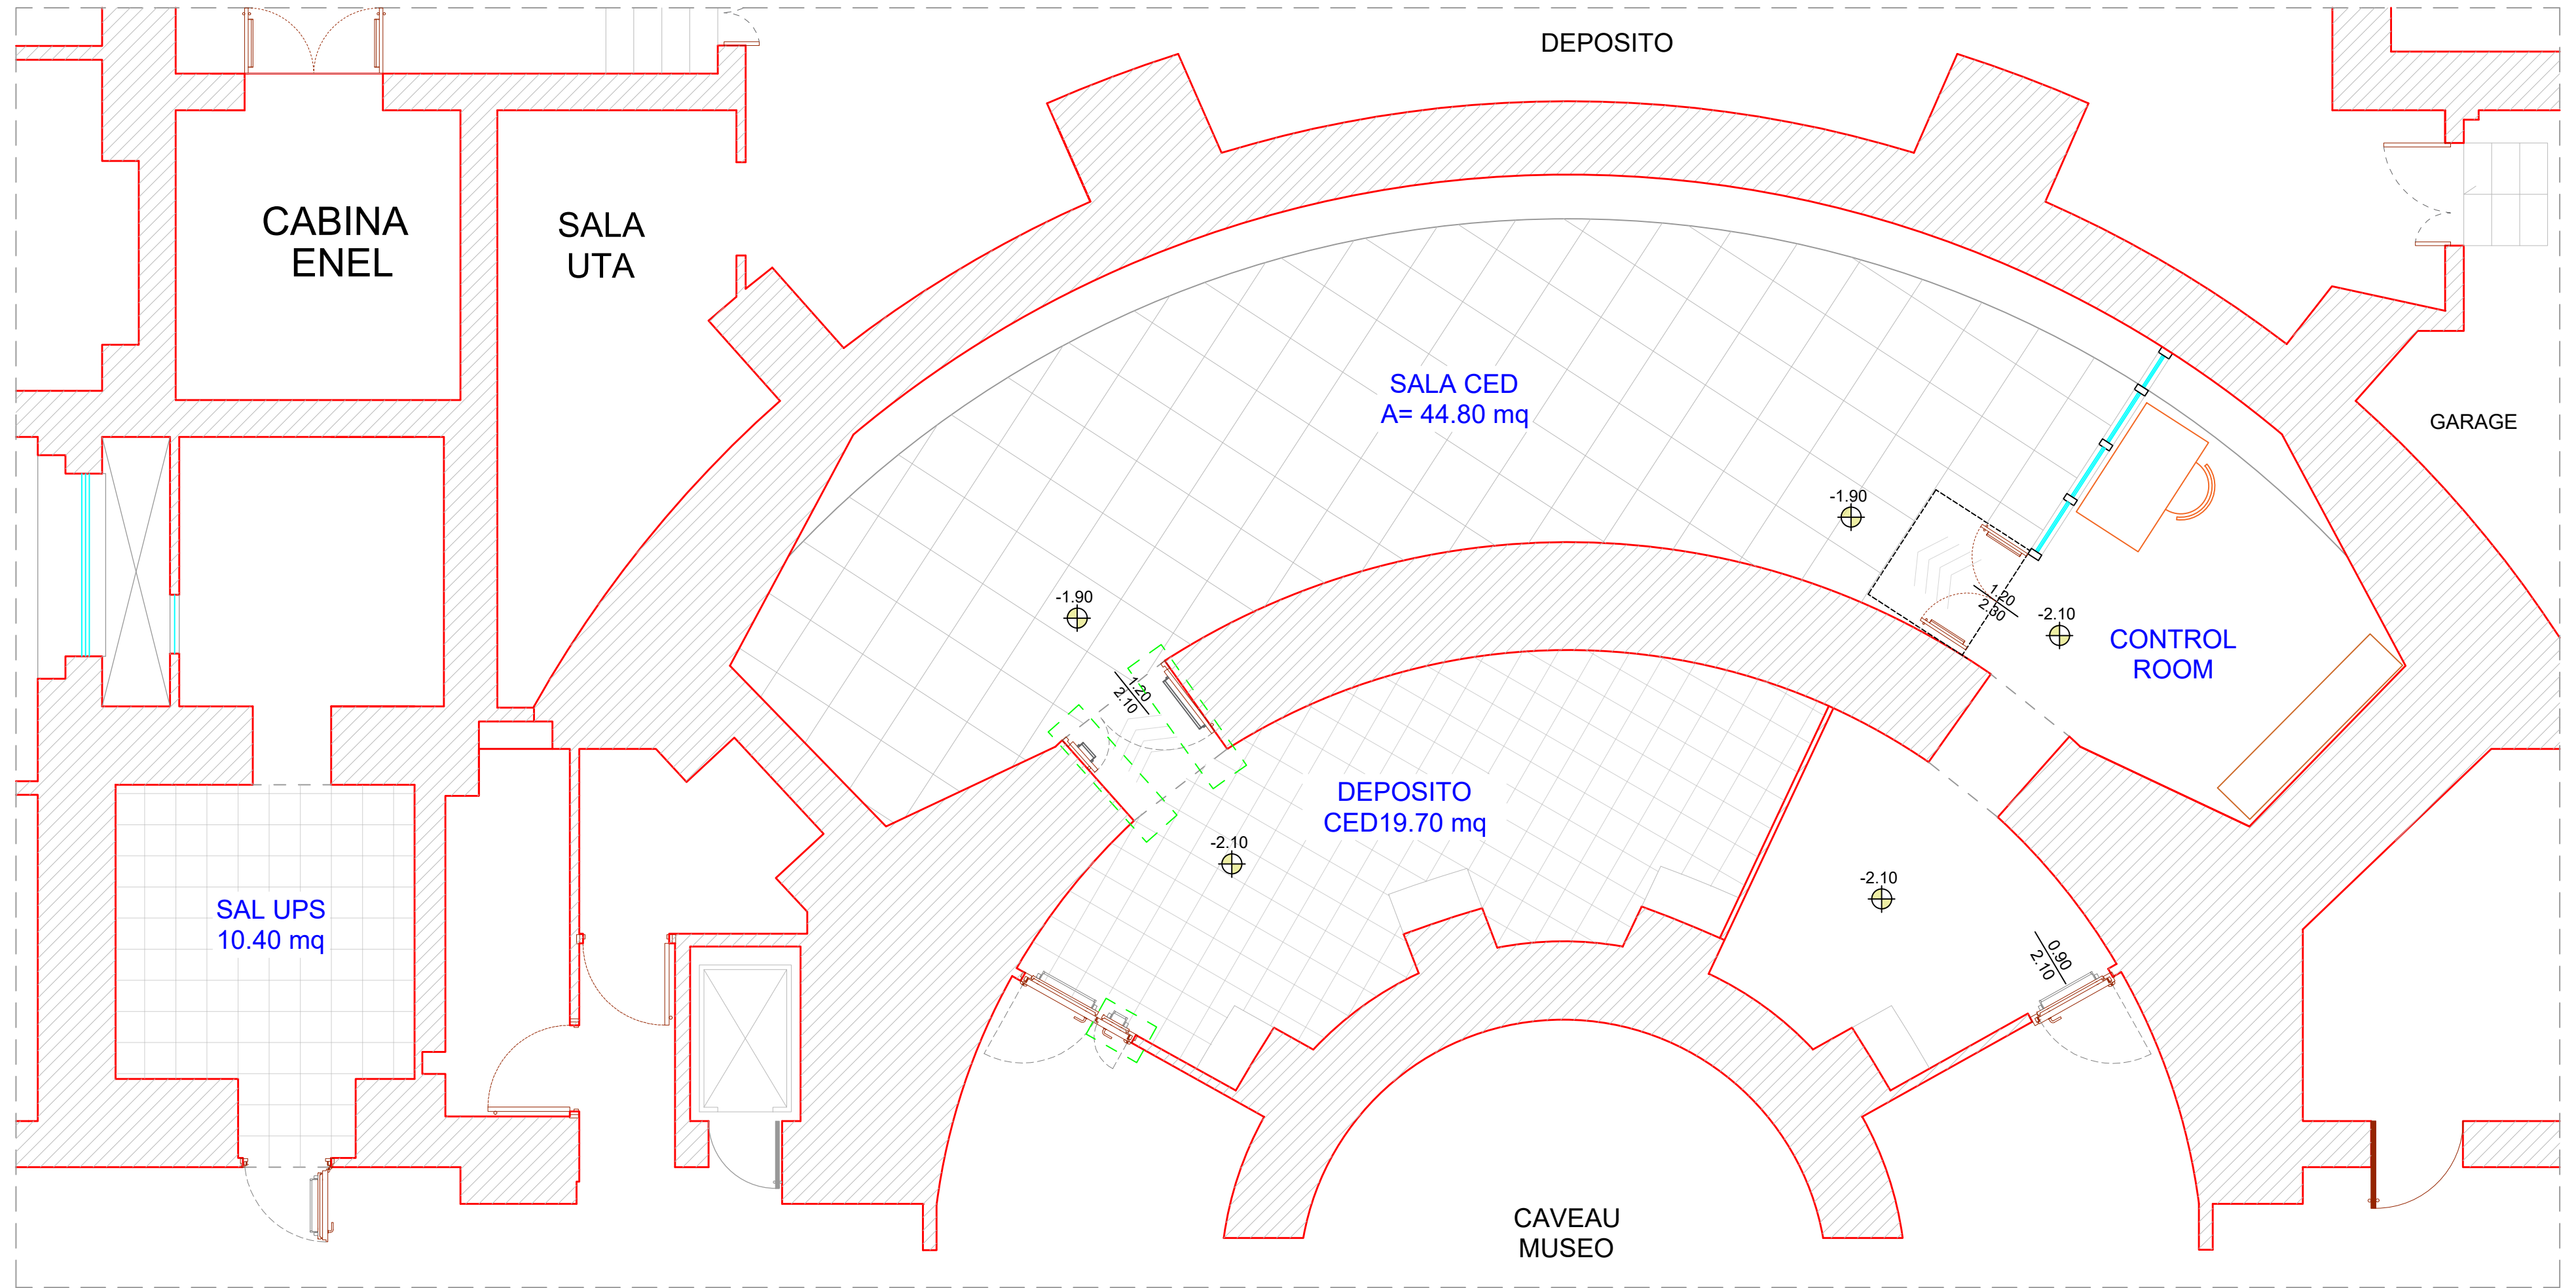 DEPOSITO
CABINA
ENEL
SALA
UTA
SALA CED
A= 44.80 mq
GARAGE
-1.90
-1.90
1.20
2.30
-2.10
CONTROL
ROOM
1.20
2.10
DEPOSITO
CED19.70 mq
-2.10
-2.10
SAL UPS
10.40 mq
0.90
2.10
CAVEAU
MUSEO